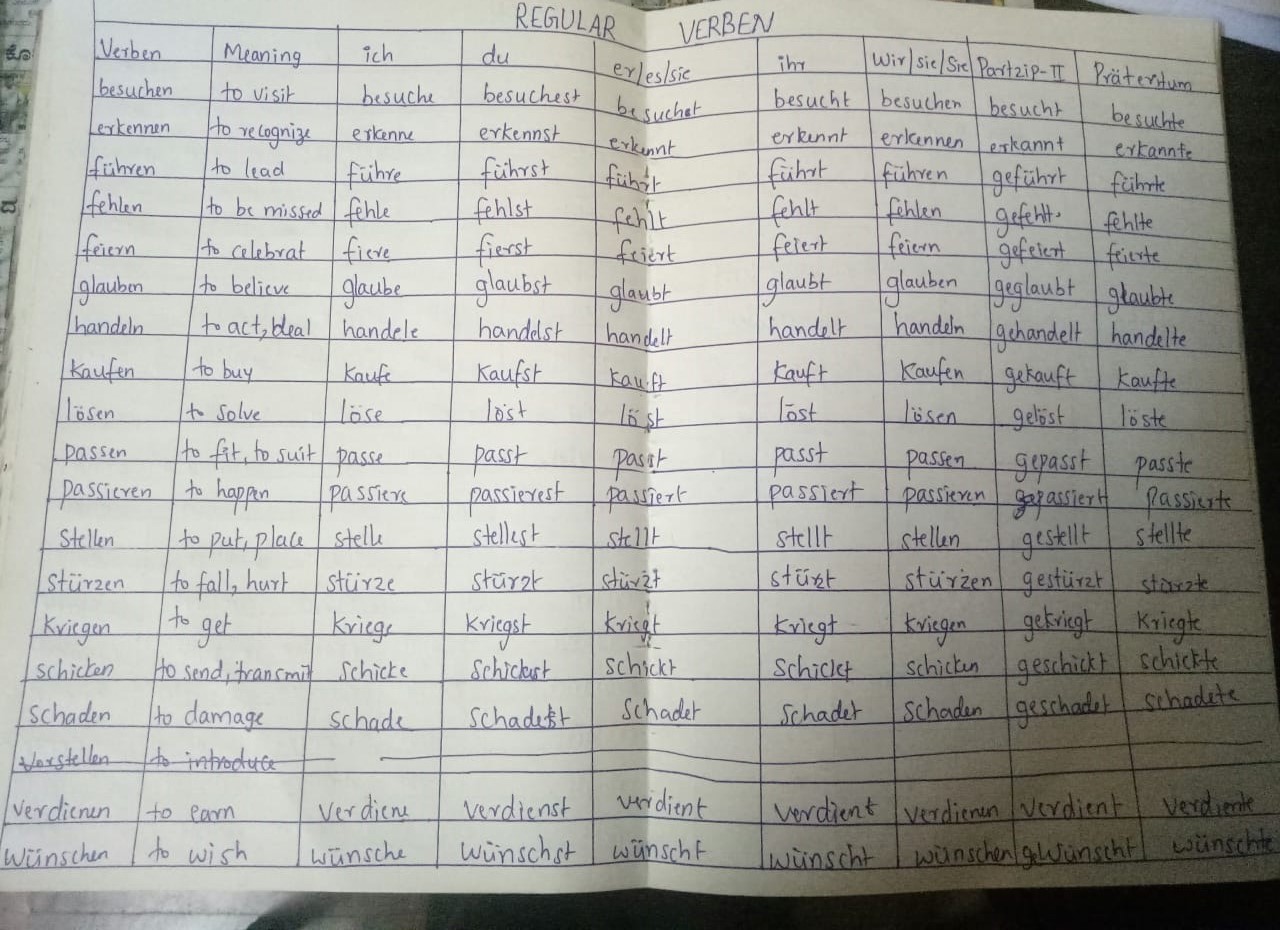 REGULAR VERBEN
Verben Meaning ich du er/es/sie ihr Wir/sie/Sie Partzip-II Präteritum
besuchen to visit besuche besuchest besuchet besucht besuchen besucht besuchte
erkennen to recognize erkenne erkennst erkennt erkennt erkennen erkannt erkannte
führen to lead führe führst führt führt führen geführt führte
fehlen to be missed fehle fehlst fehlt fehlt fehlen gefehlt. fehlte
feiern to celebrat fiere fierst feiert feiert feiern gefeiert feierte
glauben to believe glaube glaubst glaubt glaubt glauben geglaubt glaubte
handeln to act, deal handele handelst handelt handelt handeln gehandelt handelte
kaufen to buy kaufe kaufst kauft kauft kaufen gekauft kaufte
lösen to solve löse löst löst löst lösen gelöst löste
passen to fit, to suit passe passt passt passt passen gepasst passte
passieren to happen passiere passierest passiert passiert passieren passiert passierte
stellen to put, place stelle stellest stellt stellt stellen gestellt stellte
stürzen to fall, hurt stürze stürzt stürzt stürzt stürzen gestürzt stürzte
kriegen to get kriege kriegst kriegt kriegt kriegen gekriegt kriegte
schicken to send, transmit schicke schickest schickt schickt schicken geschickt schickte
schaden to damage schade schadest schadet schadet schaden geschadet schadete
vorstellen to introduce
verdienen to earn verdiene verdienst verdient verdient verdienen verdient verdiente
wünschen to wish wünsche wünschst wünscht wünscht wünschen gewünscht wünschte